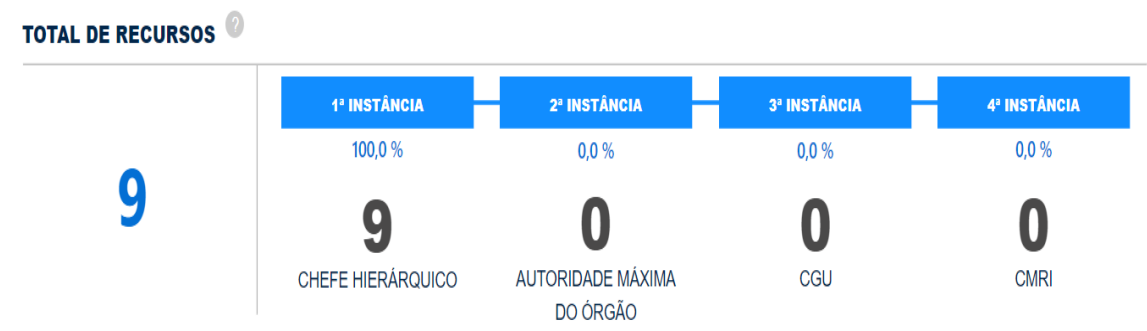 TOTAL DE RECURSOS ?
1ª INSTÂNCIA 2ª INSTÂNCIA 3ª INSTÂNCIA 4ª INSTÂNCIA
100,0 % 0,0 % 0,0 % 0,0 %
9
9 0 0 0
CHEFE HIERÁRQUICO AUTORIDADE MÁXIMA CGU CMRI
DO ÓRGÃO